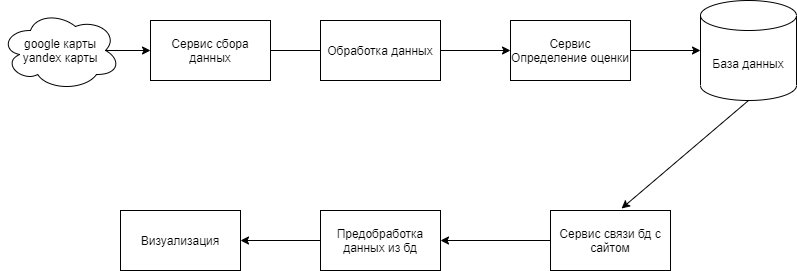 google карты
yandex карты
Сервис сбора
данных
Обработка данных
Сервис
Определение оценки
База данных
Визуализация
Предобработка
данных из бд
Сервис связи бд с
сайтом